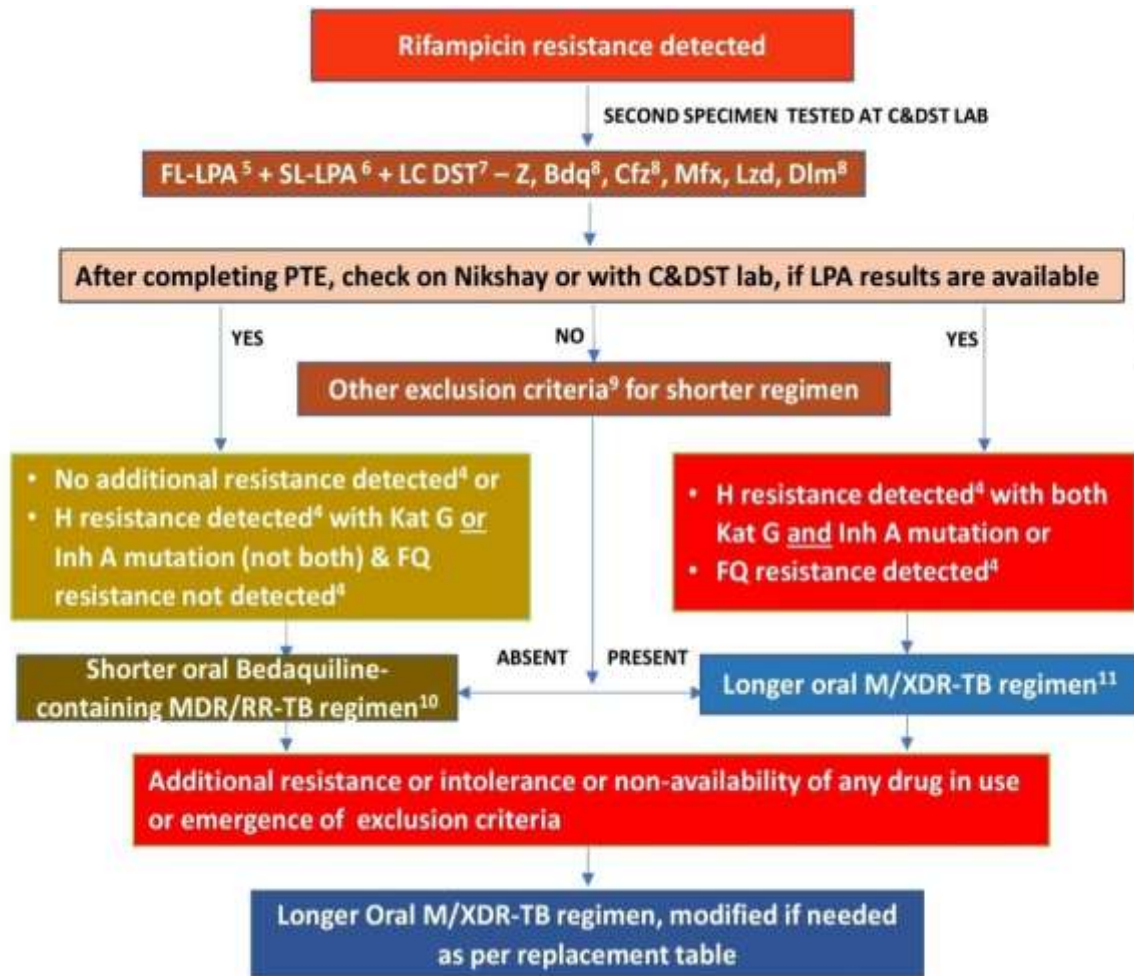 Rifampicin resistance detected
SECOND SPECIMEN TESTED AT C&DST LAB
FL-LPA ⁵ + SL-LPA ⁶ + LC DST⁷ – Z, Bdq⁸, Cfz⁸, Mfx, Lzd, Dlm⁸
After completing PTE, check on Nikshay or with C&DST lab, if LPA results are available
YES
NO
YES
Other exclusion criteria⁹ for shorter regimen
• No additional resistance detected⁴ or
• H resistance detected⁴ with Kat G or
Inh A mutation (not both) & FQ
resistance not detected⁴
• H resistance detected⁴ with both
Kat G and Inh A mutation or
• FQ resistance detected⁴
ABSENT
PRESENT
Shorter oral Bedaquiline-
containing MDR/RR-TB regimen¹⁰
Longer oral M/XDR-TB regimen¹¹
Additional resistance or intolerance or non-availability of any drug in use
or emergence of exclusion criteria
Longer Oral M/XDR-TB regimen, modified if needed
as per replacement table